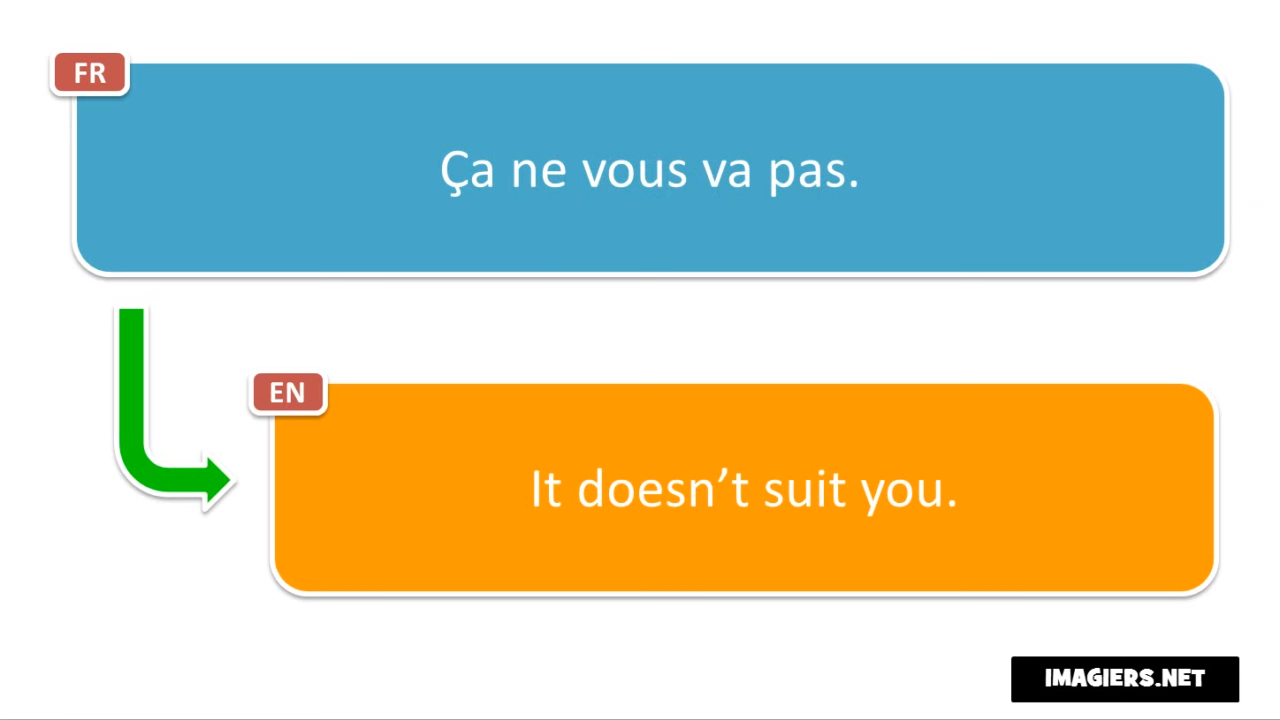 FR
Ça ne vous va pas.
EN
It doesn’t suit you.
IMAGIERS.NET